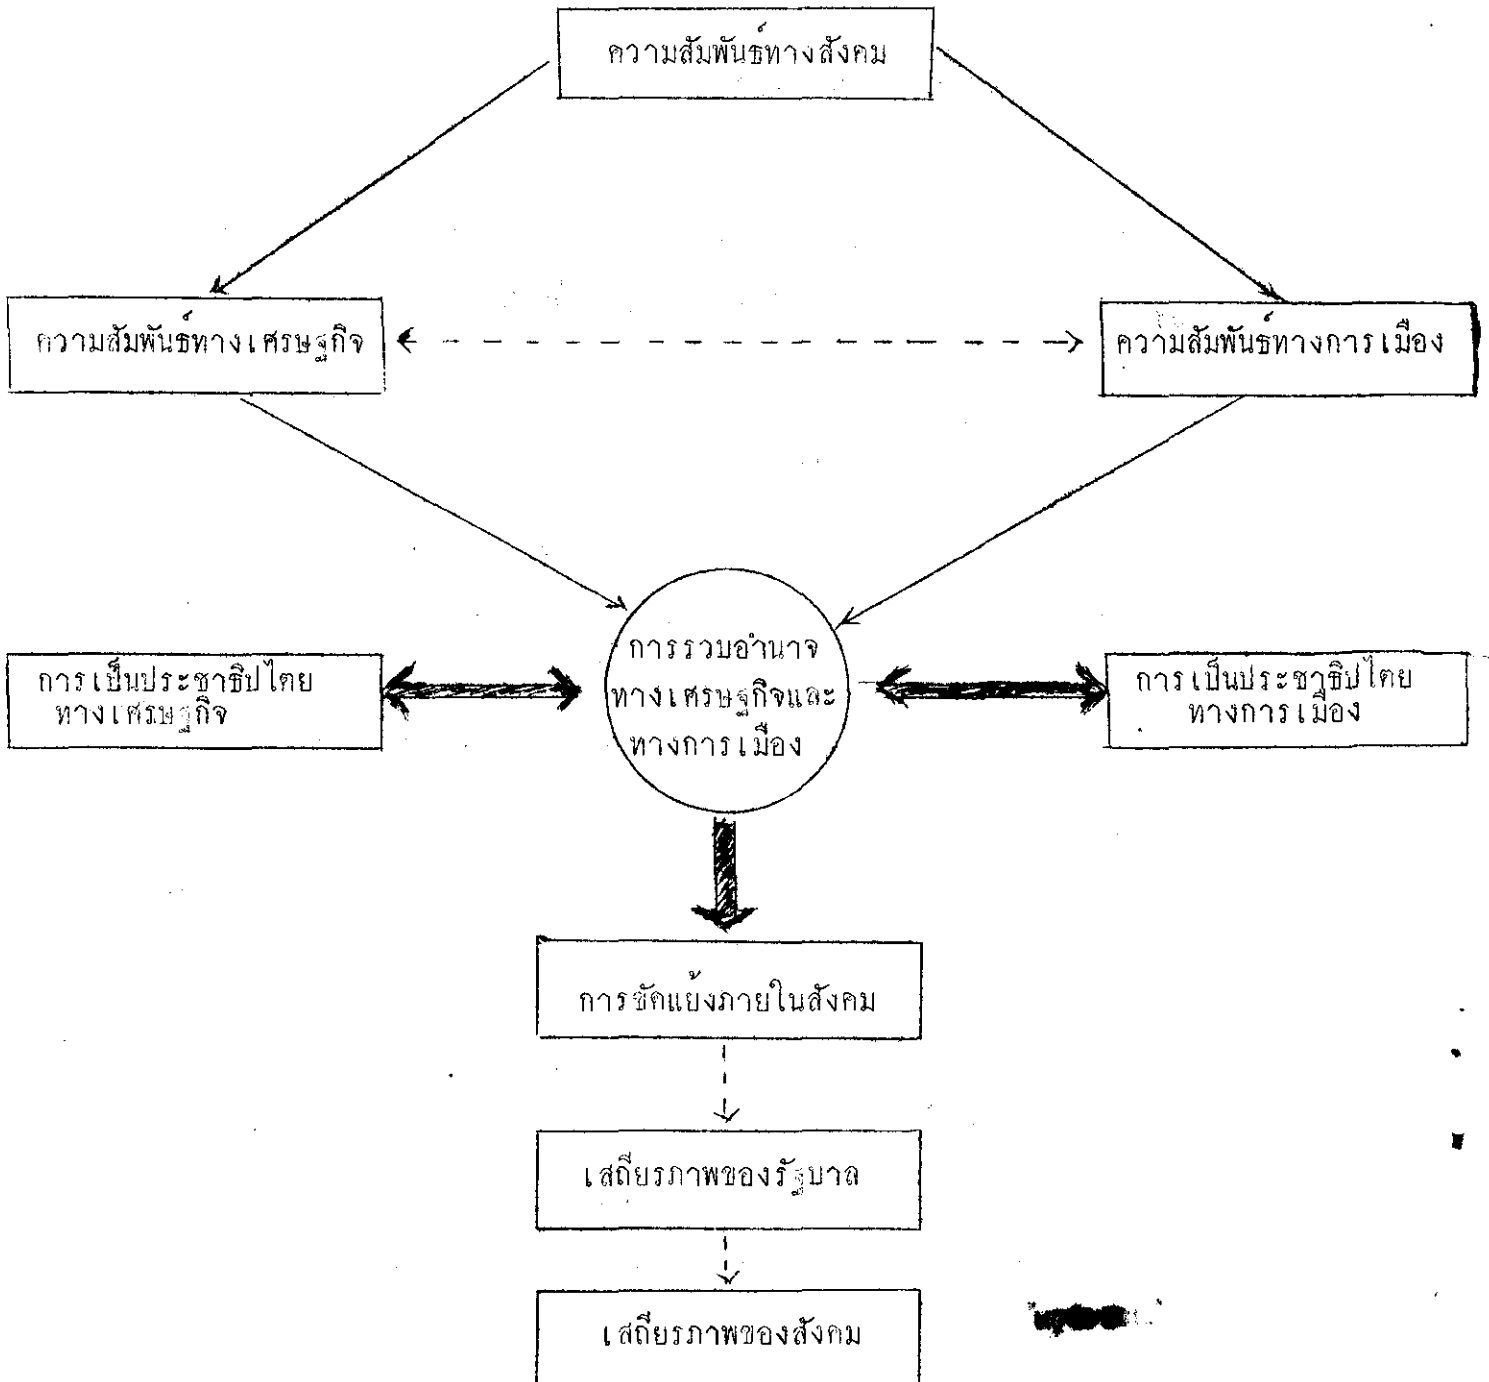 ความสัมพันธ์ทางสังคม
ความสัมพันธ์ทางเศรษฐกิจ
ความสัมพันธ์ทางการเมือง
การรวบอำนาจ
ทางเศรษฐกิจและ
ทางการเมือง
การเป็นประชาธิปไตย
ทางเศรษฐกิจ
การเป็นประชาธิปไตย
ทางการเมือง
การขัดแย้งภายในสังคม
เสถียรภาพของรัฐบาล
เสถียรภาพของสังคม